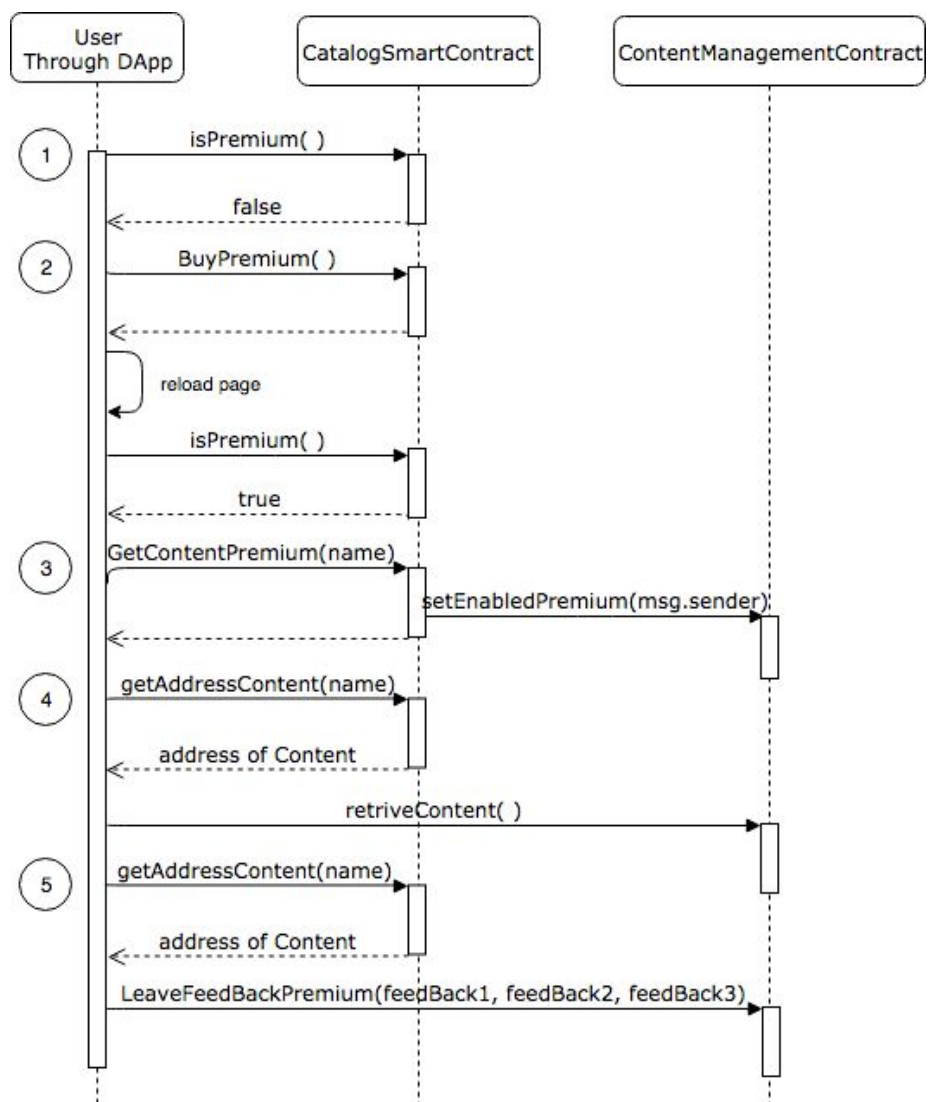 User
Through DApp
CatalogSmartContract
ContentManagementContract
1
isPremium( )
false
2
BuyPremium( )
reload page
isPremium( )
true
3
GetContentPremium(name)
setEnabledPremium(msg.sender)
4
getAddressContent(name)
address of Content
retriveContent( )
5
getAddressContent(name)
address of Content
LeaveFeedBackPremium(feedBack1, feedBack2, feedBack3)